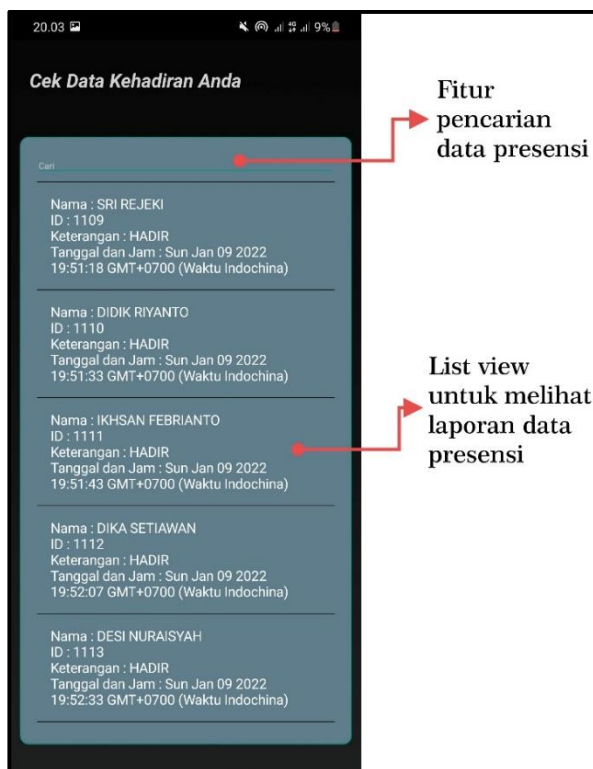 20.03 4G 9%
Cek Data Kehadiran Anda
Cari
Nama : SRI REJEKI
ID : 1109
Keterangan : HADIR
Tanggal dan Jam : Sun Jan 09 2022
19:51:18 GMT+0700 (Waktu Indochina)
Nama : DIDIK RIYANTO
ID : 1110
Keterangan : HADIR
Tanggal dan Jam : Sun Jan 09 2022
19:51:33 GMT+0700 (Waktu Indochina)
Nama : IKHSAN FEBRIANTO
ID : 1111
Keterangan : HADIR
Tanggal dan Jam : Sun Jan 09 2022
19:51:43 GMT+0700 (Waktu Indochina)
Nama : DIKA SETIAWAN
ID : 1112
Keterangan : HADIR
Tanggal dan Jam : Sun Jan 09 2022
19:52:07 GMT+0700 (Waktu Indochina)
Nama : DESI NURAISYAH
ID : 1113
Keterangan : HADIR
Tanggal dan Jam : Sun Jan 09 2022
19:52:33 GMT+0700 (Waktu Indochina)
Fitur
pencarian
data presensi
List view
untuk melihat
laporan data
presensi